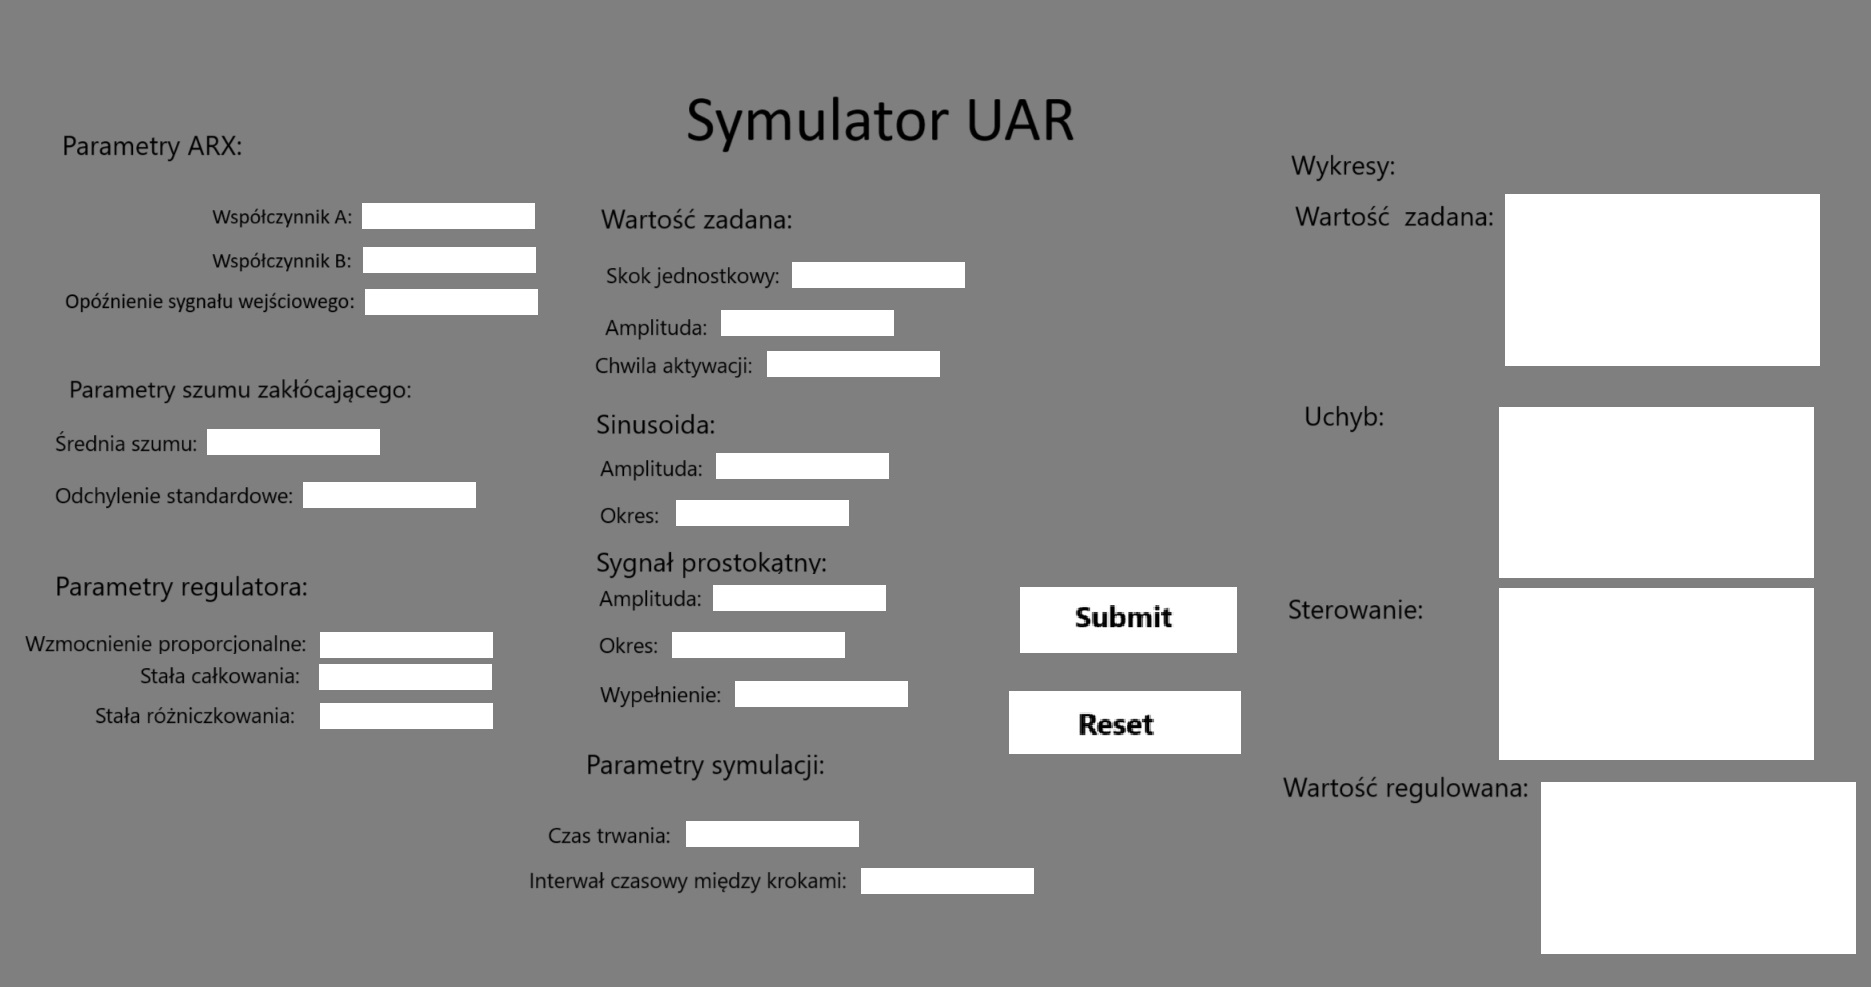 Symulator UAR
Parametry ARX:
Współczynnik A:
Współczynnik B:
Opóźnienie sygnału wejściowego:
Parametry szumu zakłócającego:
Średnia szumu:
Odchylenie standardowe:
Parametry regulatora:
Wzmocnienie proporcjonalne:
Stała całkowania:
Stała różniczkowania:
Wartość zadana:
Skok jednostkowy:
Amplituda:
Chwila aktywacji:
Sinusoida:
Amplituda:
Okres:
Sygnał prostokątny:
Amplituda:
Okres:
Wypełnienie:
Parametry symulacji:
Czas trwania:
Interwał czasowy między krokami:
Submit
Reset
Wykresy:
Wartość zadana:
Uchyb:
Sterowanie:
Wartość regulowana: